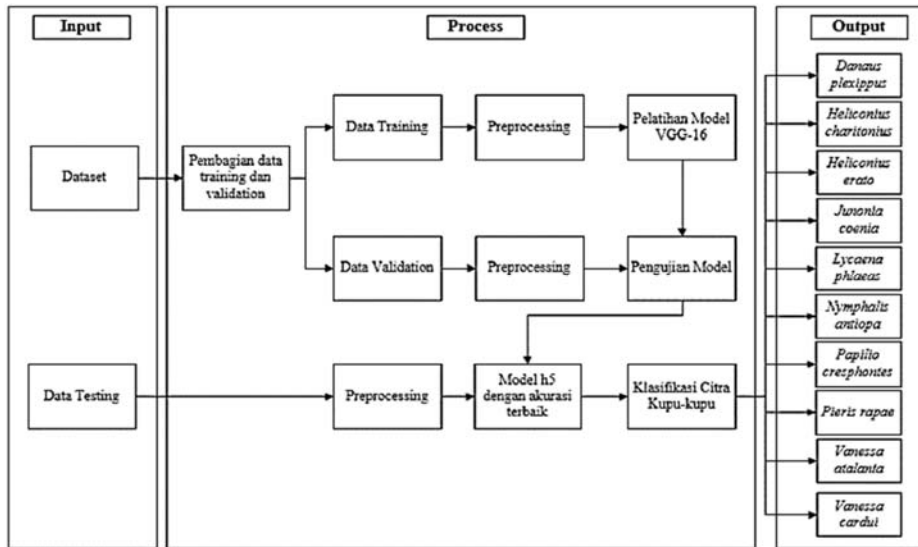 Input
Process
Output
Dataset
Pembagian data
training dan
validation
Data Training
Preprocessing
Pelatihan Model
VGG-16
Data Validation
Preprocessing
Pengujian Model
Data Testing
Preprocessing
Model h5
dengan akurasi
terbaik
Klasifikasi Citra
Kupu-kupu
Danaus
plexippus
Heliconius
charitonius
Heliconius
erato
Junonia
coenia
Lycaena
phlaeas
Nymphalis
antiopa
Papilio
cresphontes
Pieris rapae
Vanessa
atalanta
Vanessa
cardui